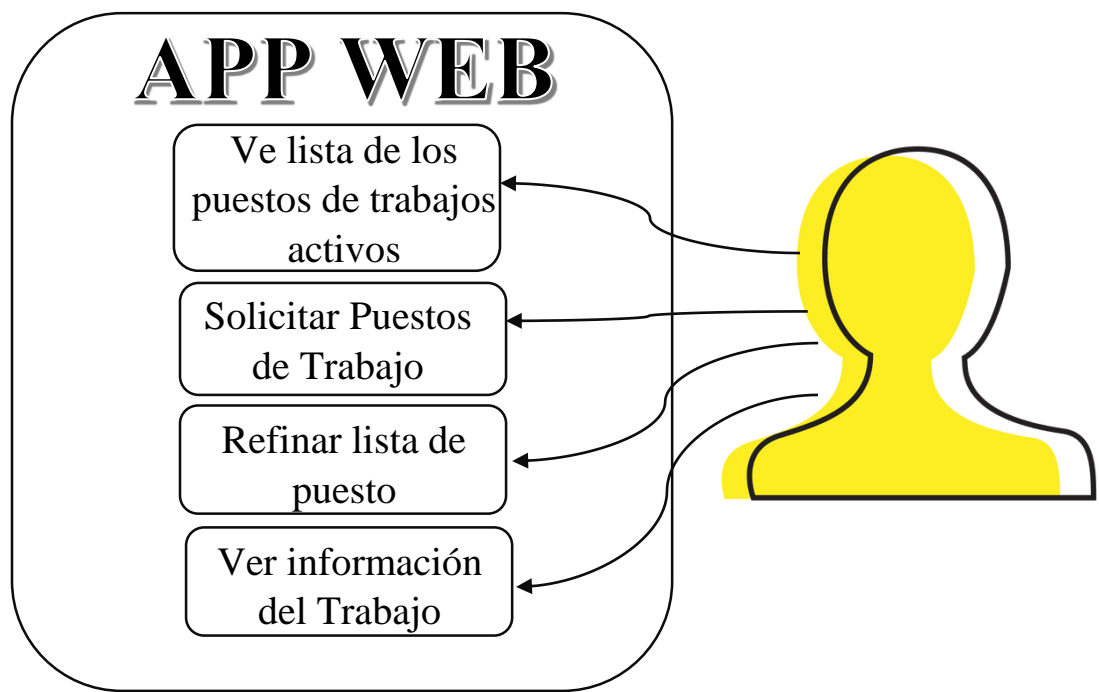 APP WEB
Ve lista de los
puestos de trabajos
activos
Solicitar Puestos
de Trabajo
Refinar lista de
puesto
Ver información
del Trabajo